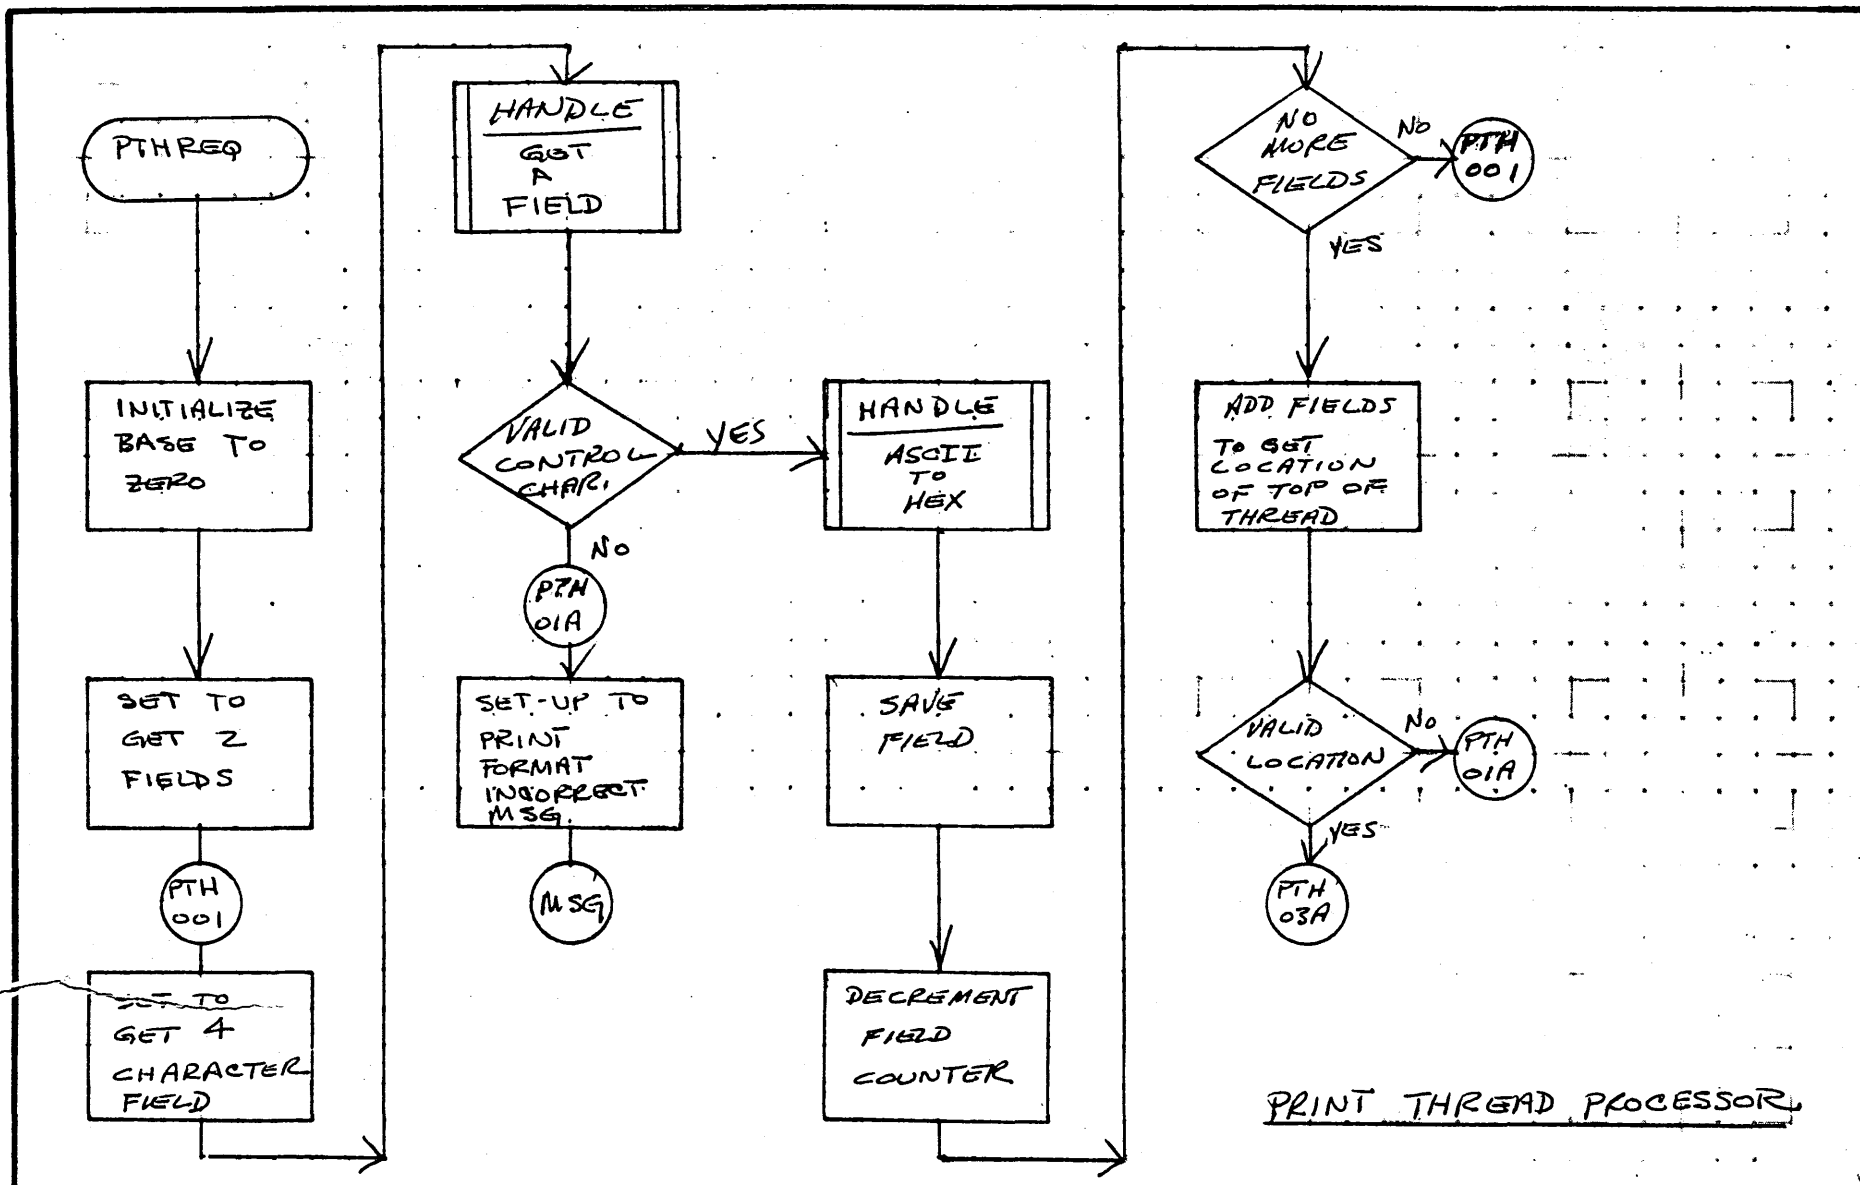 PTHREQ
INITIALIZE
BASE TO
ZERO
SET TO
GET 2
FIELDS
PTH
001
SET TO
GET 4
CHARACTER
FIELD
HANDLE
GET
A
FIELD
VALID
CONTROL
CHAR.
YES
NO
PTH
01A
SET-UP TO
PRINT
FORMAT
INCORRECT
MSG
MSG
HANDLE
ASCII
TO
HEX
SAVE
FIELD
DECREMENT
FIELD
COUNTER
NO
MORE
FIELDS
NO
PTH
001
YES
ADD FIELDS
TO GET
LOCATION
OF TOP OF
THREAD
VALID
LOCATION
NO
PTH
01A
YES
PTH
03A
PRINT THREAD PROCESSOR